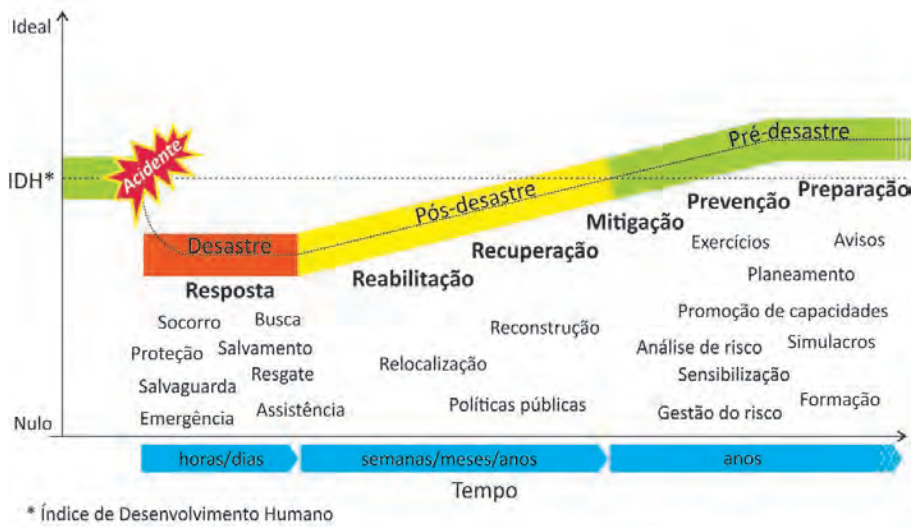 Ideal
Acidente
IDH*
Nulo
Desastre
Pós-desastre
Pré-desastre
Resposta
Reabilitação
Recuperação
Mitigação
Prevenção
Preparação
Socorro
Busca
Proteção
Salvamento
Salvaguarda
Resgate
Emergência
Assistência
Relocalização
Reconstrução
Políticas públicas
Exercícios
Avisos
Planeamento
Promoção de capacidades
Análise de risco
Simulacros
Sensibilização
Gestão do risco
Formação
horas/dias
semanas/meses/anos
anos
Tempo
* Índice de Desenvolvimento Humano